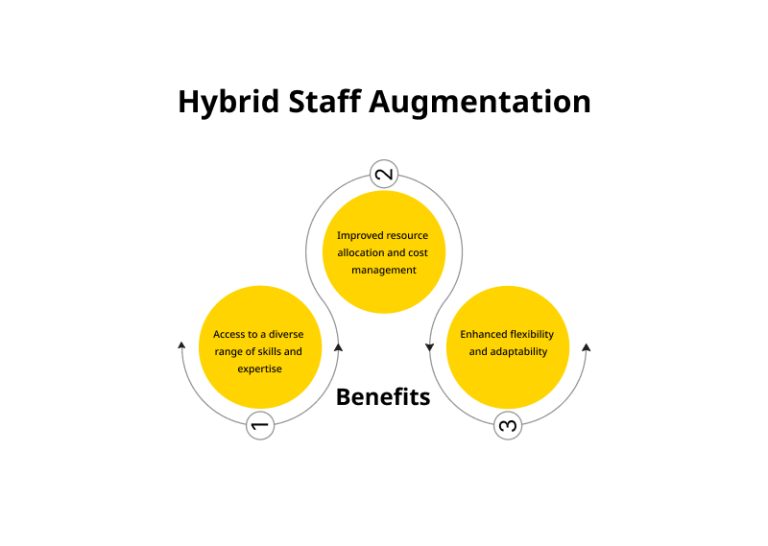 Hybrid Staff Augmentation
2
Improved resource
allocation and cost
management
Access to a diverse
range of skills and
expertise
Enhanced flexibility
and adaptability
Benefits
1
3